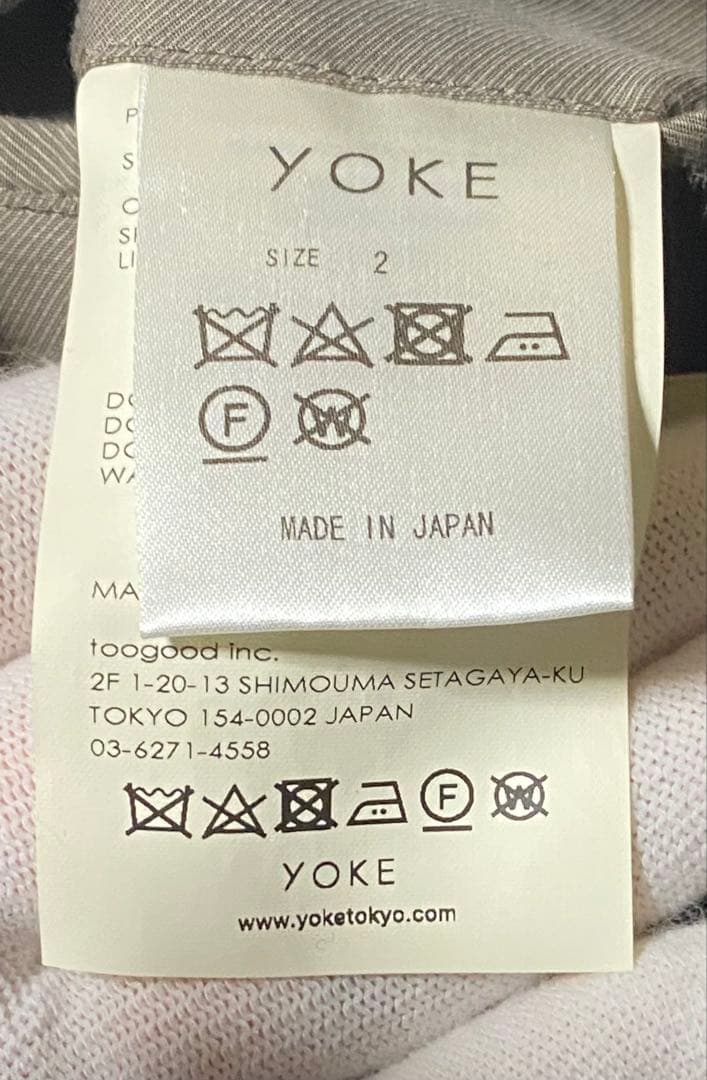 YOKE
SIZE 2
F W
MADE IN JAPAN
toogood inc.
2F 1-20-13 SHIMOUMA SETAGAYA-KU
TOKYO 154-0002 JAPAN
03-6271-4558
F W
YOKE
www.yoketokyo.com